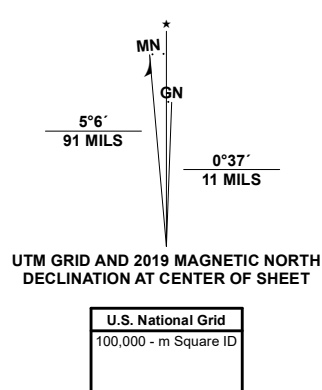 ★
MN
GN
5°6´
91 MILS
0°37´
11 MILS
UTM GRID AND 2019 MAGNETIC NORTH
DECLINATION AT CENTER OF SHEET
U.S. National Grid
100,000 - m Square ID